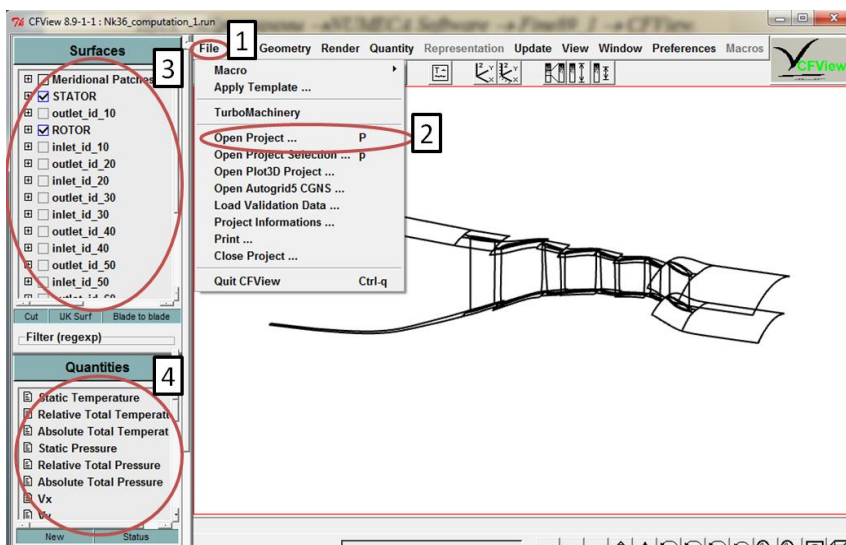 CFView 8.9-1-1 : Nk36_computation_1.run
Surfaces
3
Meridional Patches
STATOR
outlet_id_10
ROTOR
inlet_id_10
outlet_id_20
inlet_id_20
outlet_id_30
inlet_id_30
outlet_id_40
inlet_id_40
outlet_id_50
inlet_id_50
Cut UK Surf Blade to blade
Filter (regexp)
Quantities
4
Static Temperature
Relative Total Temperat
Absolute Total Temperat
Static Pressure
Relative Total Pressure
Absolute Total Pressure
Vx
Vy
New Status
File 1 Geometry Render Quantity Representation Update View Window Preferences Macros
CFView
Macro
Apply Template ...
TurboMachinery
Open Project ... P 2
Open Project Selection ... p
Open Plot3D Project ...
Open Autogrid5 CGNS ...
Load Validation Data ...
Project Informations ...
Print ...
Close Project ...
Quit CFView Ctrl-q